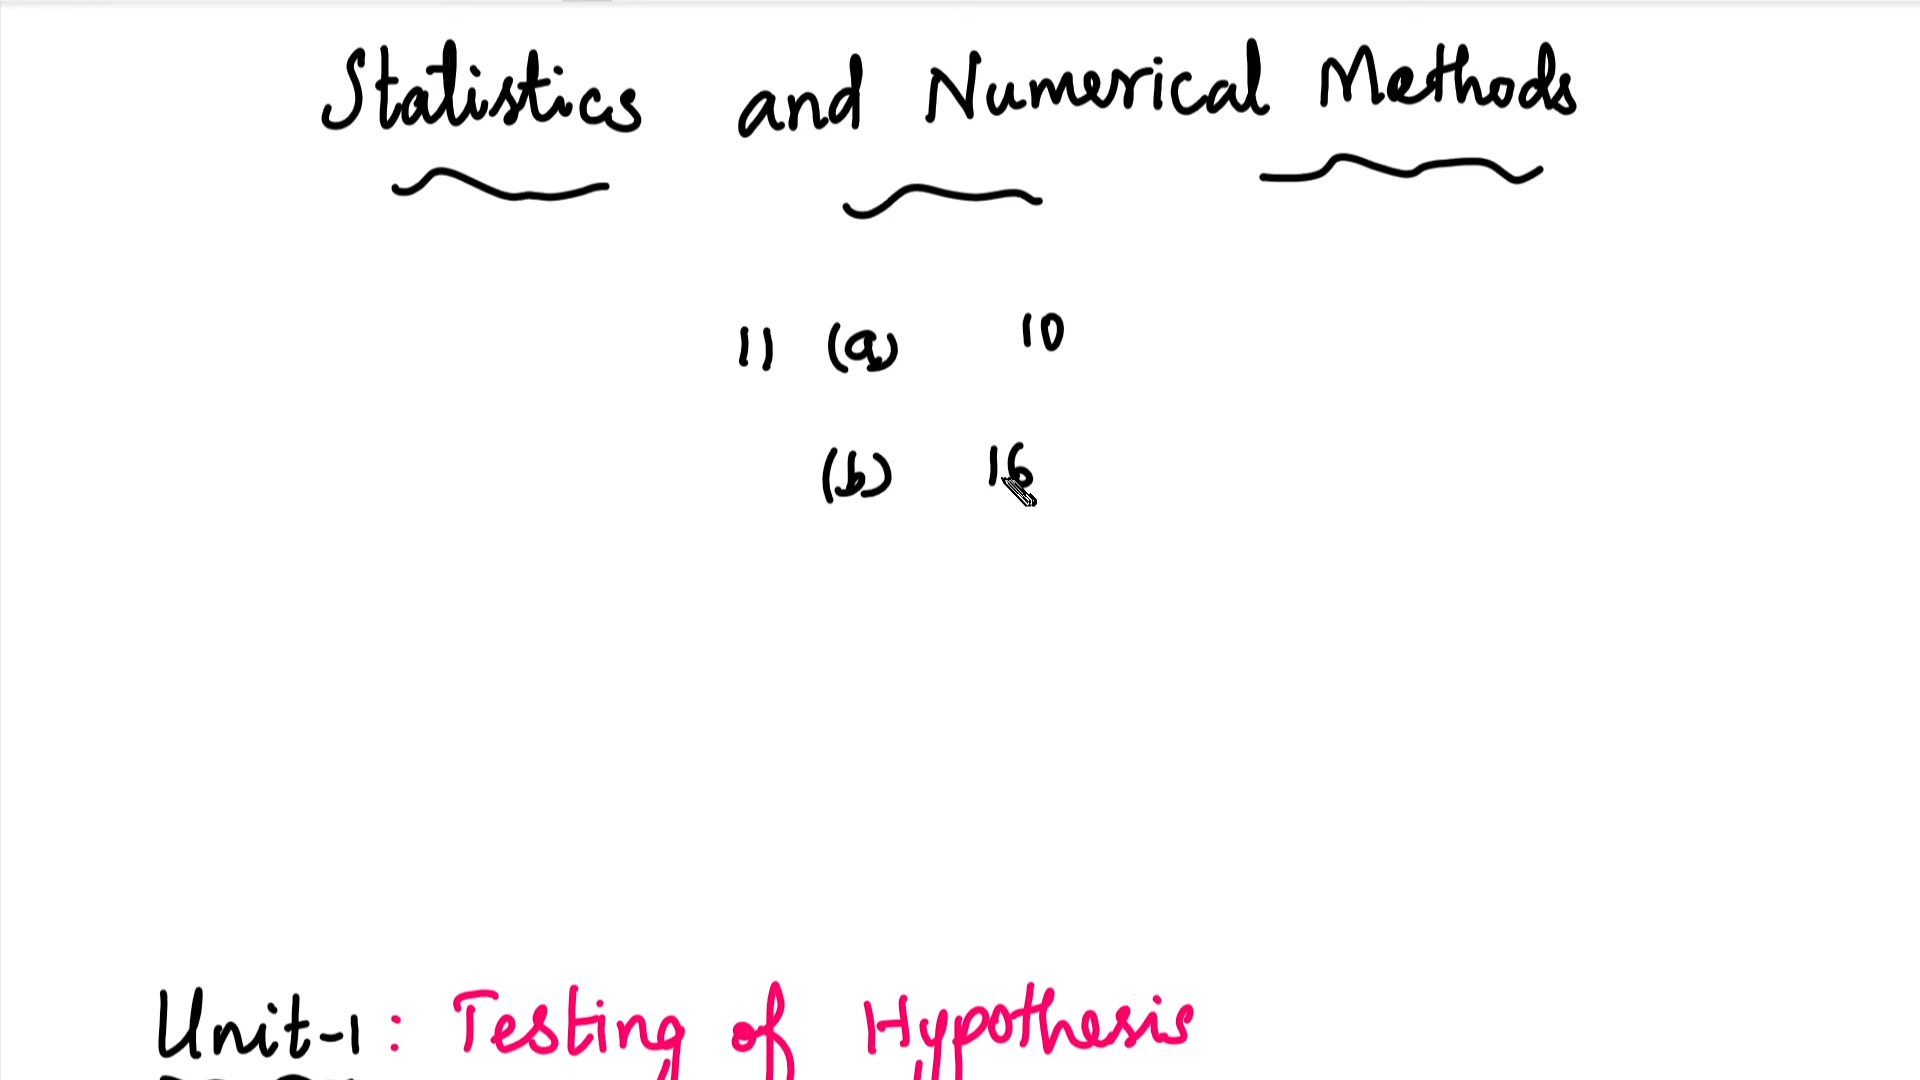 Statistics and Numerical Methods
11 (a) 10
(b) 16
Unit-1: Testing of Hypothesis